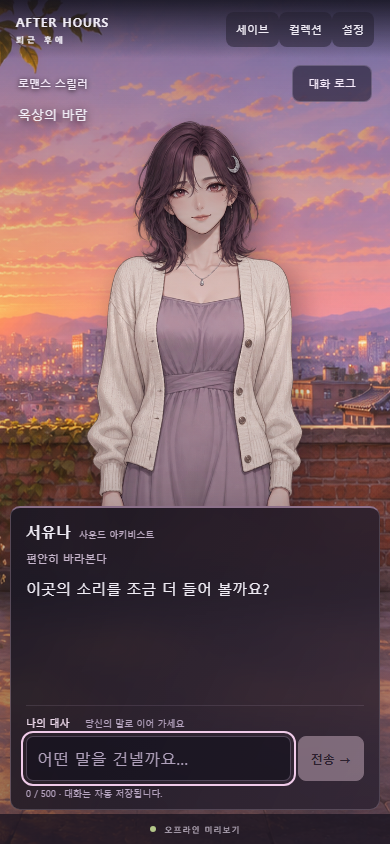 AFTER HOURS
퇴근 후에
세이브 컬렉션 설정
로맨스 스릴러
대화 로그
옥상의 바람
서유나 사운드 아키비스트
편안히 바라본다
이곳의 소리를 조금 더 들어 볼까요?
나의 대사 당신의 말로 이어 가세요
어떤 말을 건넬까요...
전송 →
0 / 500 · 대화는 자동 저장됩니다.
오프라인 미리보기